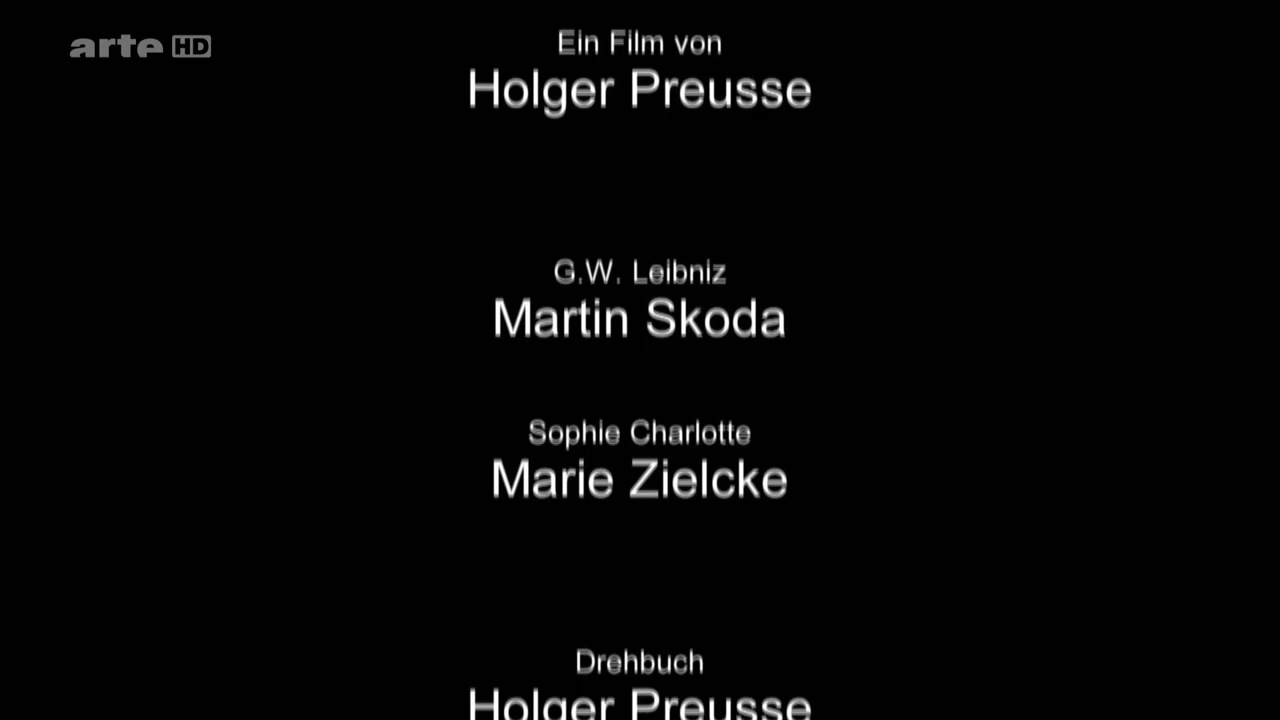 arte HD
Ein Film von
Holger Preusse
G.W. Leibniz
Martin Skoda
Sophie Charlotte
Marie Zielcke
Drehbuch
Holger Preusse